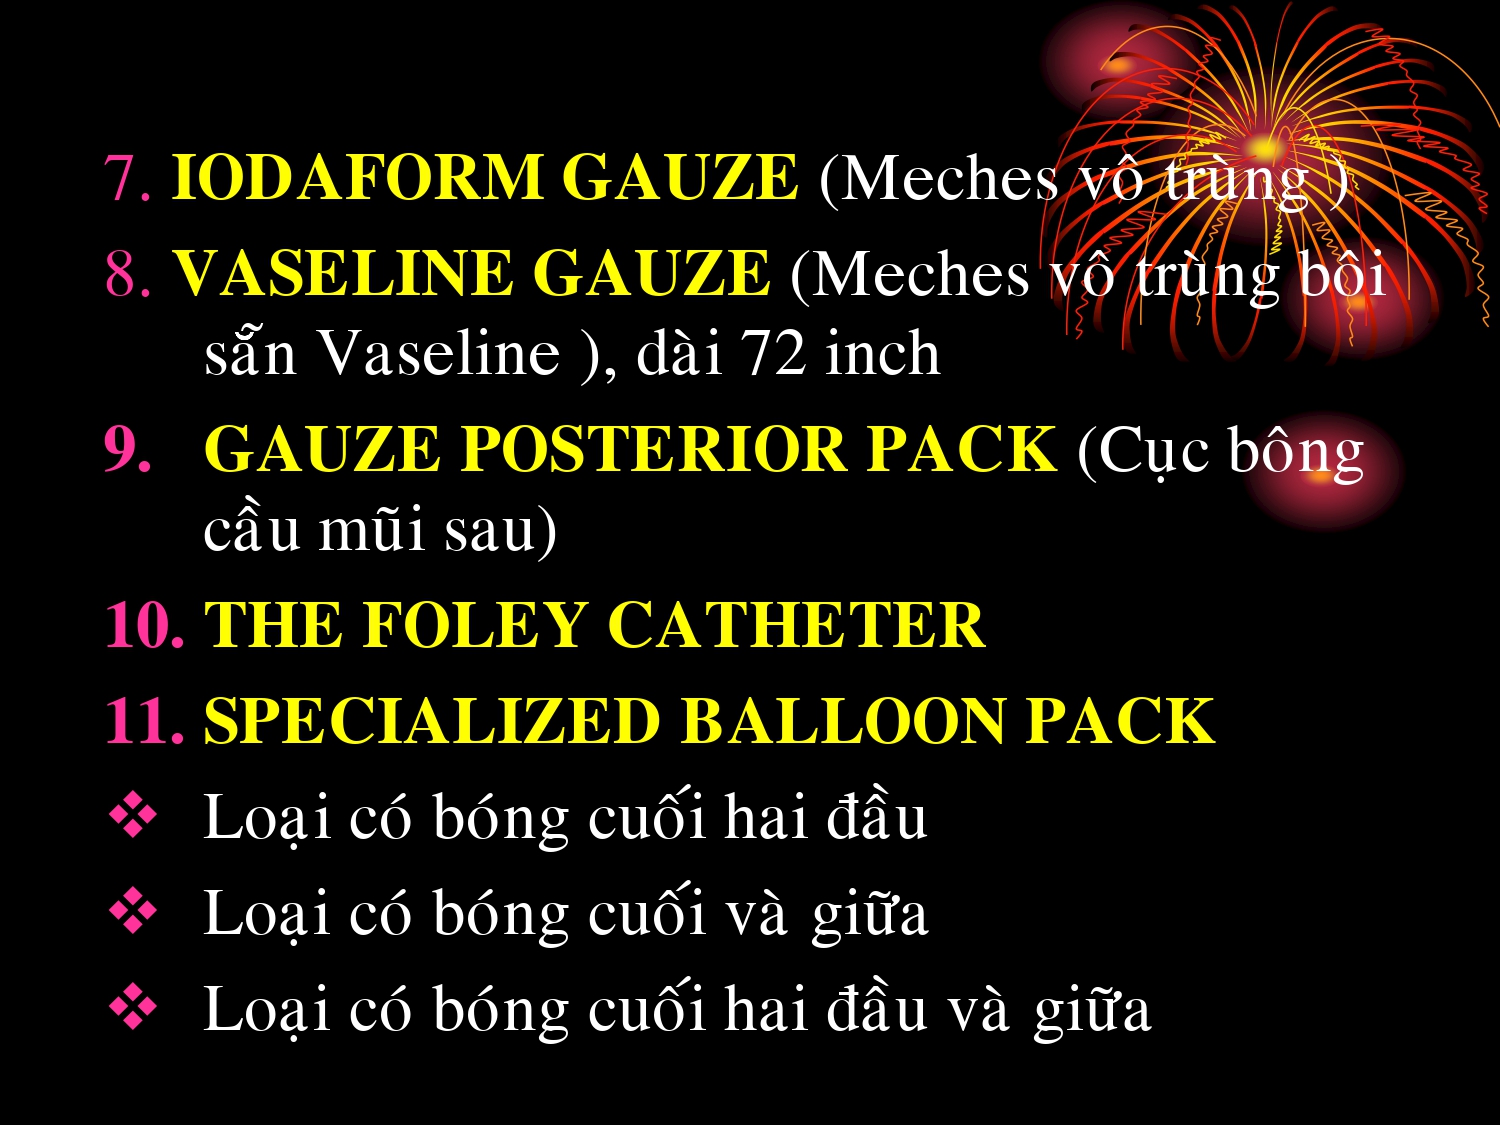 7. IODAFORM GAUZE (Meches vô trùng )
8. VASELINE GAUZE (Meches vô trùng bôi
sẵn Vaseline ), dài 72 inch
9. GAUZE POSTERIOR PACK (Cục bông
cầu mũi sau)
10. THE FOLEY CATHETER
11. SPECIALIZED BALLOON PACK
❖ Loại có bóng cuối hai đầu
❖ Loại có bóng cuối và giữa
❖ Loại có bóng cuối hai đầu và giữa